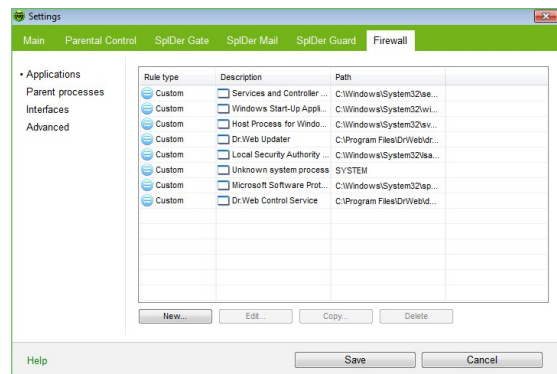 Settings
Main Parental Control SpIDer Gate SpIDer Mail SpIDer Guard Firewall
• Applications
Parent processes
Interfaces
Advanced
Rule type Description Path
Custom Services and Controller ... C:\Windows\System32\se...
Custom Windows Start-Up Appli... C:\Windows\System32\wi...
Custom Host Process for Windo... C:\Windows\System32\sv...
Custom Dr.Web Updater C:\Program Files\DrWeb\dr...
Custom Local Security Authority ... C:\Windows\System32\lsa...
Custom Unknown system process SYSTEM
Custom Microsoft Software Prot... C:\Windows\System32\sp...
Custom Dr.Web Control Service C:\Program Files\DrWeb\d...
New... Edit... Copy... Delete
Help Save Cancel